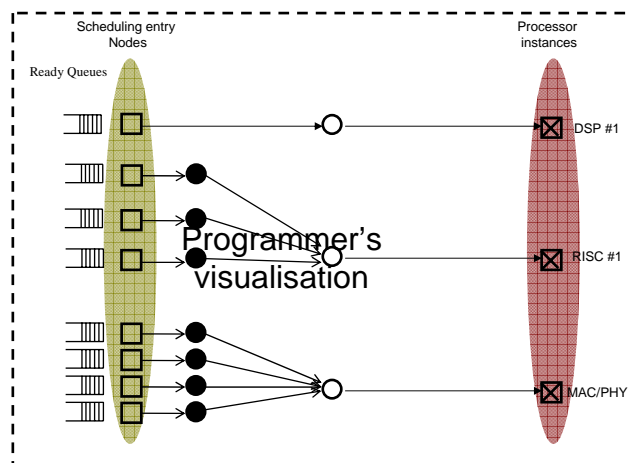 Scheduling entry
Nodes
Processor
instances
Ready Queues
DSP #1
Programmer's
visualisation
RISC #1
MAC/PHY